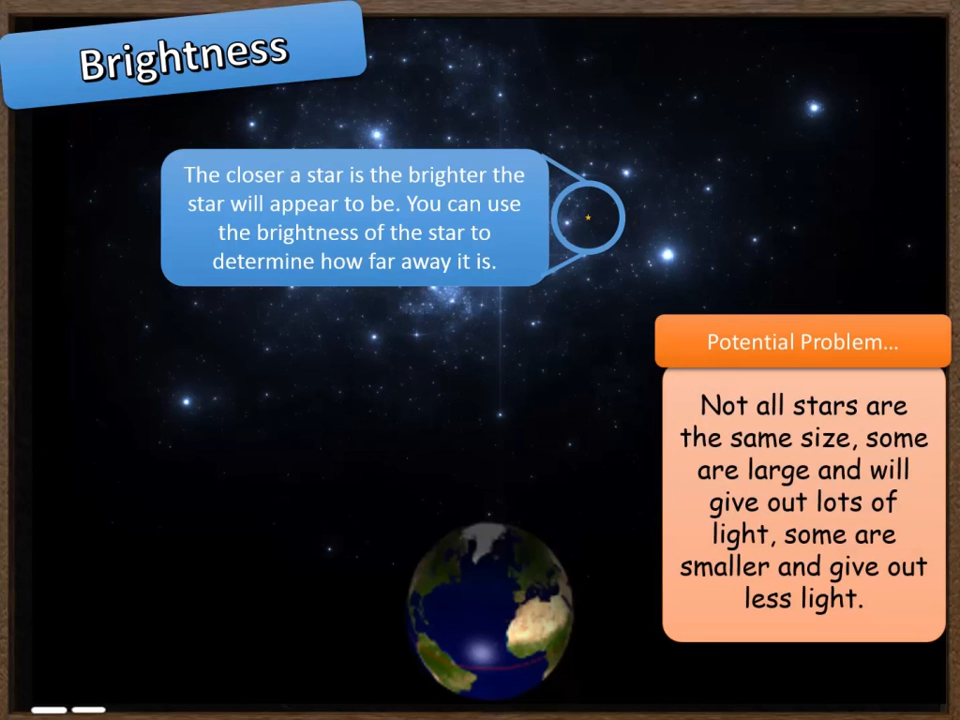 Brightness
The closer a star is the brighter the
star will appear to be. You can use
the brightness of the star to
determine how far away it is.
Potential Problem...
Not all stars are
the same size, some
are large and will
give out lots of
light, some are
smaller and give out
less light.